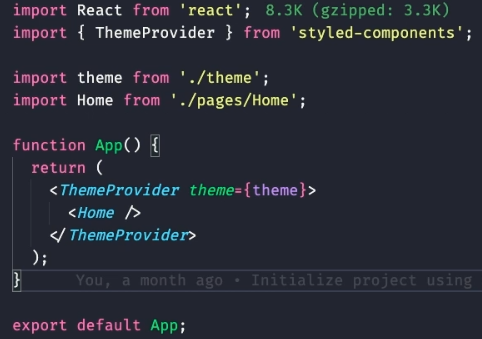 import React from 'react'; 8.3K (gzipped: 3.3K)
import { ThemeProvider } from 'styled-components';
import theme from './theme';
import Home from './pages/Home';
function App() {
return (
<ThemeProvider theme={theme}>
<Home />
</ThemeProvider>
);
} You, a month ago • Initialize project using
export default App;